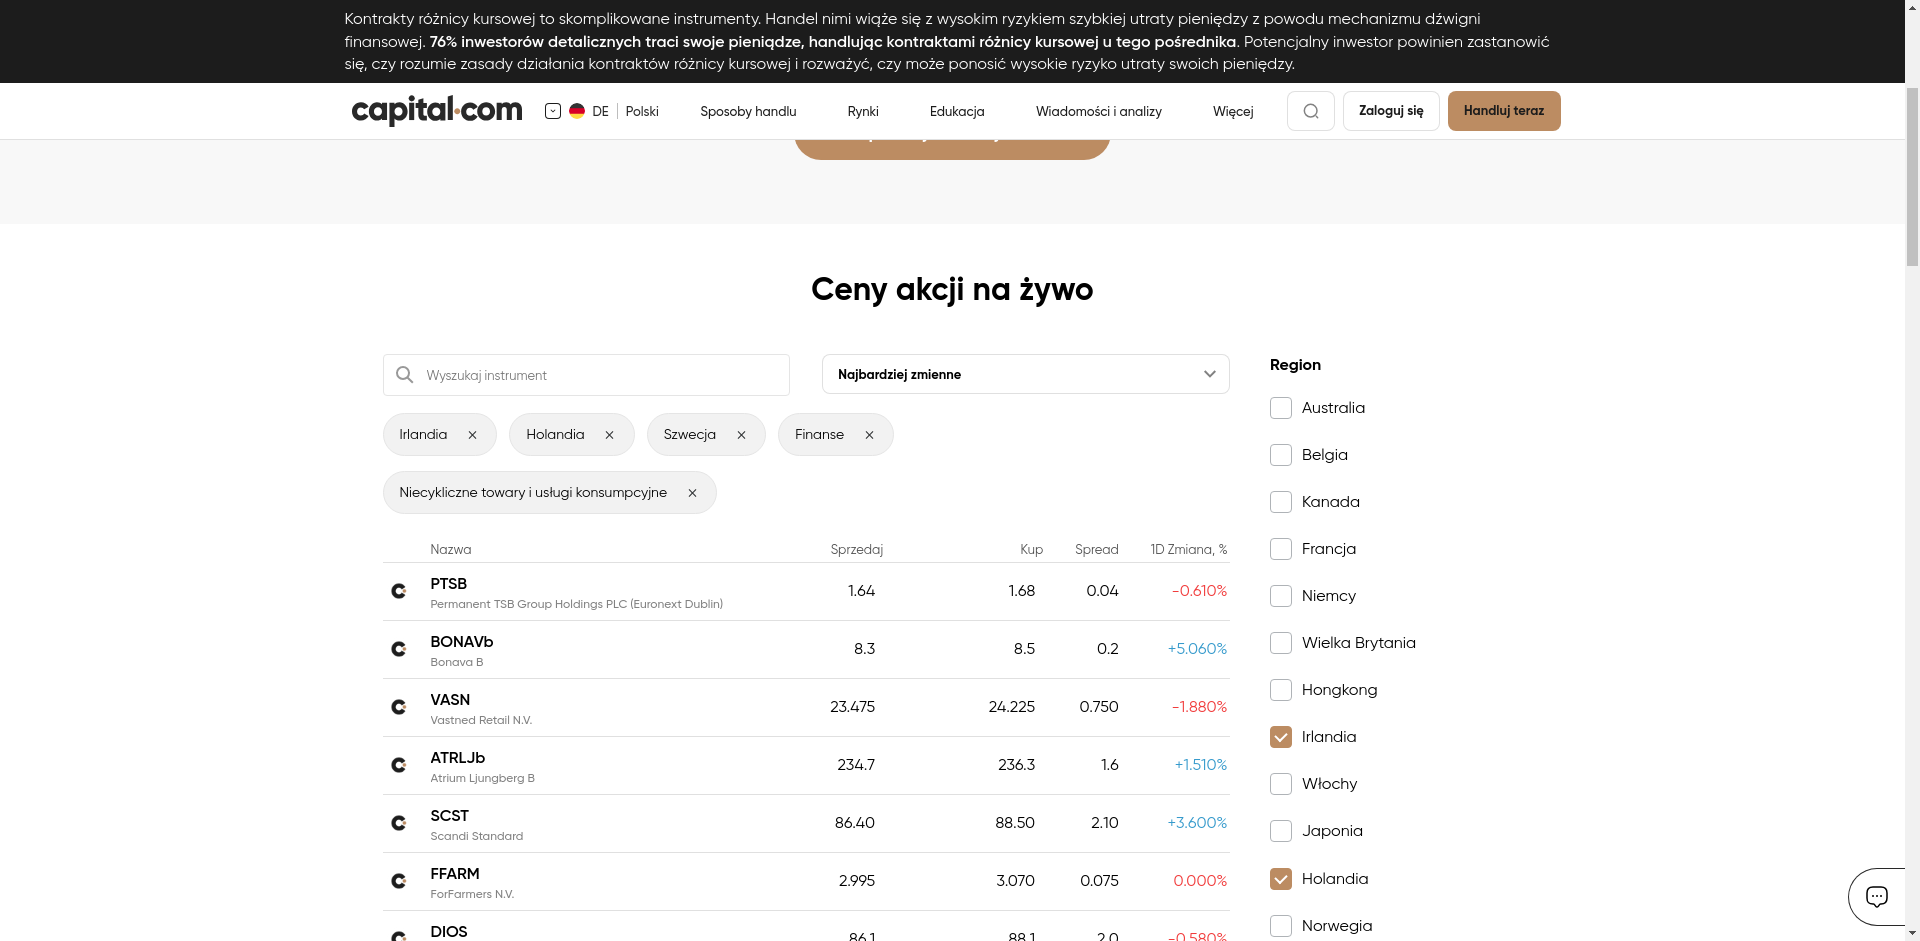 Kontrakty różnicy kursowej to skomplikowane instrumenty. Handel nimi wiąże się z wysokim ryzykiem szybkiej utraty pieniędzy z powodu mechanizmu dźwigni
finansowej. 76% inwestorów detalicznych traci swoje pieniądze, handlując kontraktami różnicy kursowej u tego pośrednika. Potencjalny inwestor powinien zastanowić
się, czy rozumie zasady działania kontraktów różnicy kursowej i rozważyć, czy może ponosić wysokie ryzyko utraty swoich pieniędzy.
capital.com DE Polski Sposoby handlu Rynki Edukacja Wiadomości i analizy Więcej Zaloguj się Handluj teraz
Ceny akcji na żywo
Wyszukaj instrument Najbardziej zmienne
Irlandia Holandia Szwecja Finanse
Niecykliczne towary i usługi konsumpcyjne
Nazwa Sprzedaj Kup Spread 1D Zmiana, %
PTSB 1.64 1.68 0.04 -0.610%
Permanent TSB Group Holdings PLC (Euronext Dublin)
BONAVb 8.3 8.5 0.2 +5.060%
Bonava B
VASN 23.475 24.225 0.750 -1.880%
Vastned Retail N.V.
ATRLJb 234.7 236.3 1.6 +1.510%
Atrium Ljungberg B
SCST 86.40 88.50 2.10 +3.600%
Scandi Standard
FFARM 2.995 3.070 0.075 0.000%
ForFarmers N.V.
DIOS 86.1 88.1 2.0 -0.580%
Region
Australia
Belgia
Kanada
Francja
Niemcy
Wielka Brytania
Hongkong
Irlandia
Włochy
Japonia
Holandia
Norwegia